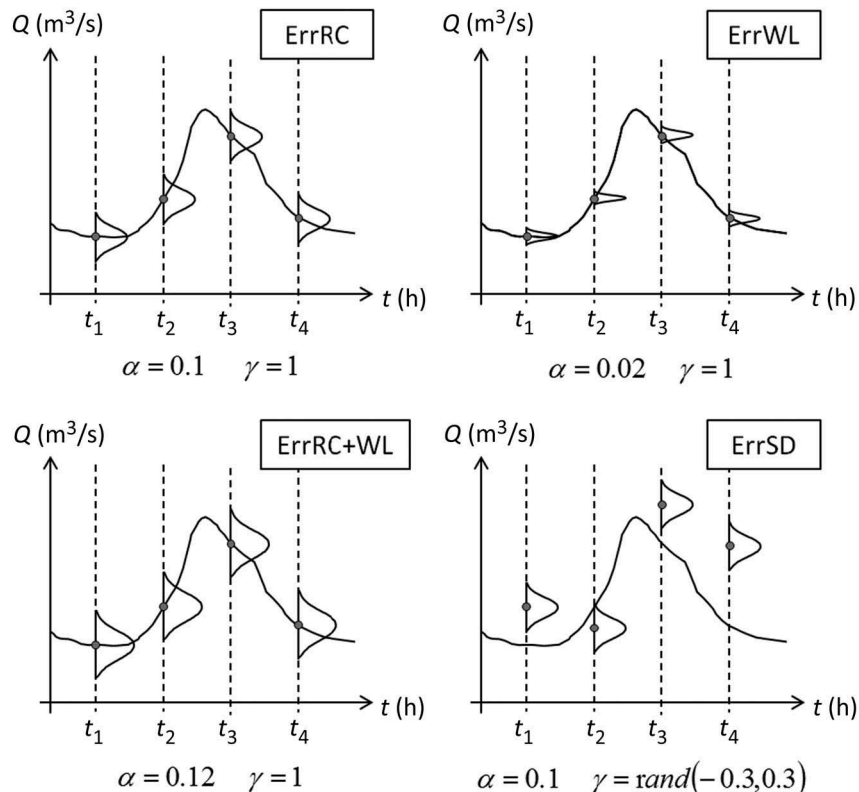 Q (m³/s)
ErrRC
t (h)
t₁ t₂ t₃ t₄
α = 0.1 γ = 1
Q (m³/s)
ErrWL
t (h)
t₁ t₂ t₃ t₄
α = 0.02 γ = 1
Q (m³/s)
ErrRC+WL
t (h)
t₁ t₂ t₃ t₄
α = 0.12 γ = 1
Q (m³/s)
ErrSD
t (h)
t₁ t₂ t₃ t₄
α = 0.1 γ = rand(−0.3,0.3)